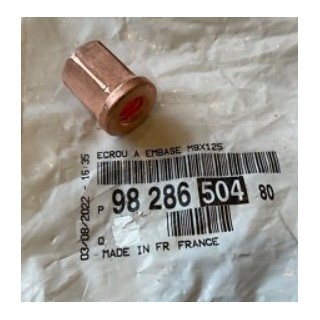 ECROU A EMBASE M8X125
P 98 286 504 80
Q
MADE IN FR FRANCE
03/08/2022 - 16:35